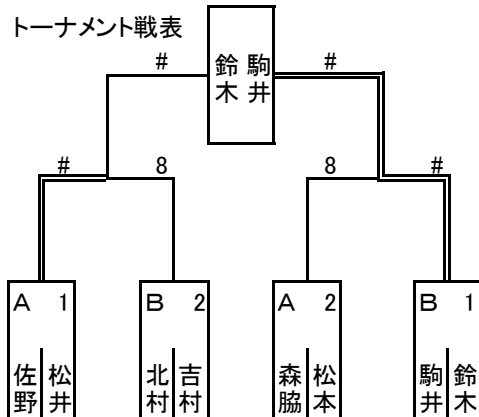 トーナメント戦表
# 鈴木 駒井 #
# 8 8 #
A 1 B 2 A 2 B 1
佐野 松井 北村 吉村 森脇 松本 駒井 鈴木